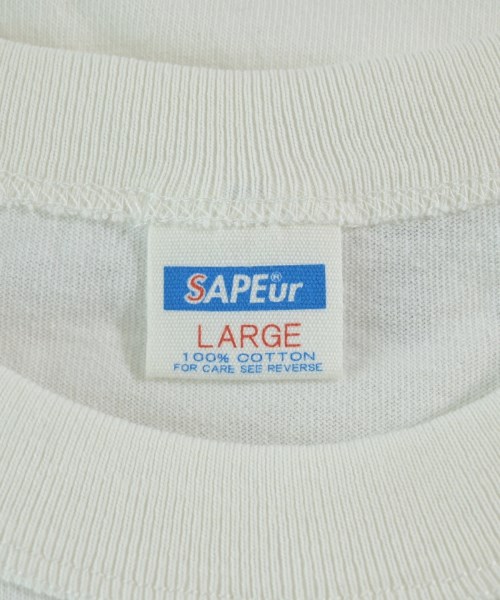 SAPEur®
LARGE
100% COTTON
FOR CARE SEE REVERSE